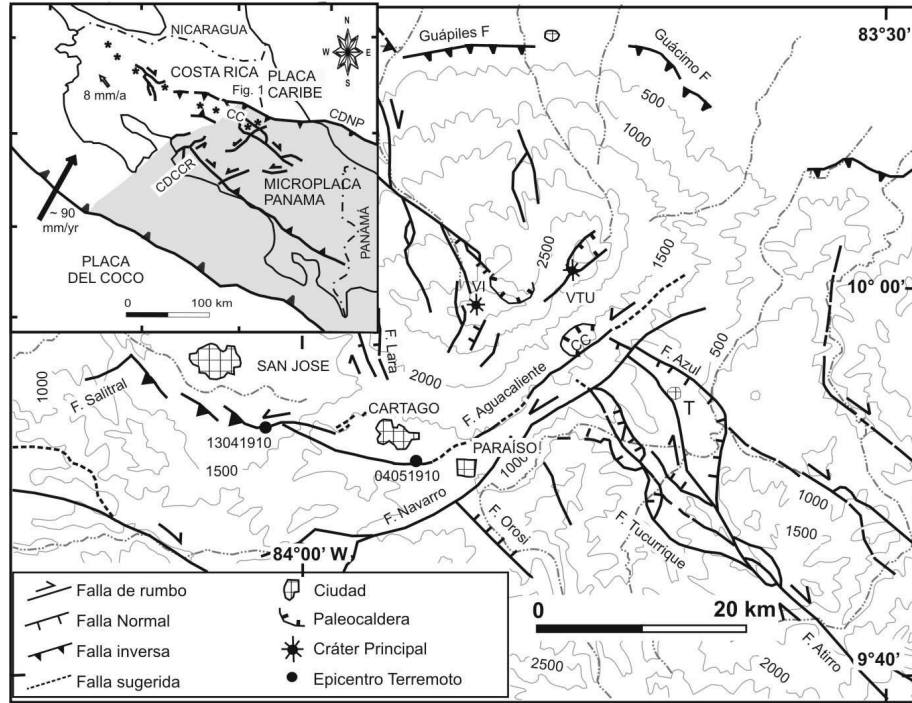 N
W E
S
NICARAGUA
COSTA RICA
PLACA
CARIBE
Fig. 1
8 mm/a
CC
CDNP
CDCCR
MICROPLACA
PANAMA
PANAMÁ
~ 90
mm/yr
PLACA
DEL COCO
0 100 km
Guápiles F
Guácimo F
83°30'
500
1000
2500
1500
VI
VTU
10° 00'
F. Lara
2000
CC
F. Azul
500
T
1000
F. Salitral
SAN JOSE
CARTAGO
F. Aguacaliente
13041910
1500
04051910
PARAÍSO
1000
F. Navarro
F. Orosi
F. Tucurrique
1000
1500
84°00' W
0 20 km
F. Atirro
9°40'
2500
2000
Falla de rumbo
Falla Normal
Falla inversa
Falla sugerida
Ciudad
Paleocaldera
Cráter Principal
Epicentro Terremoto